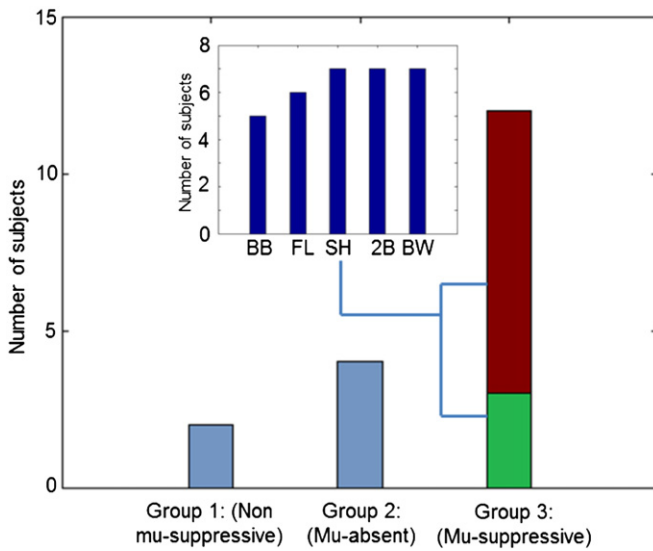 15
10
5
0
Number of subjects
8
6
4
2
0
Number of subjects
BB FL SH 2B BW
Group 1: (Non
mu-suppressive)
Group 2:
(Mu-absent)
Group 3:
(Mu-suppressive)